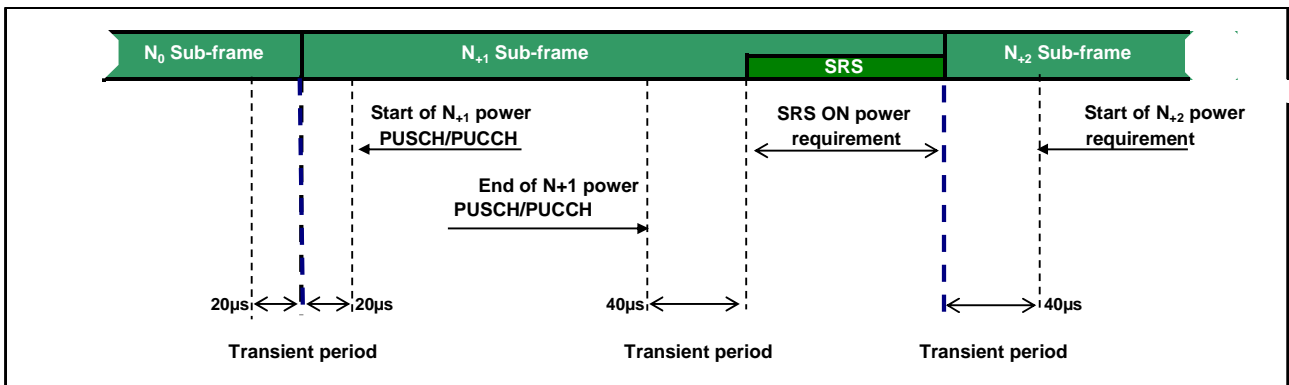 N₀ Sub-frame
N₊₁ Sub-frame
N₊₂ Sub-frame
SRS
Start of N₊₁ power
PUSCH/PUCCH
SRS ON power
requirement
Start of N₊₂ power
requirement
End of N+1 power
PUSCH/PUCCH
20µs
20µs
40µs
40µs
Transient period
Transient period
Transient period